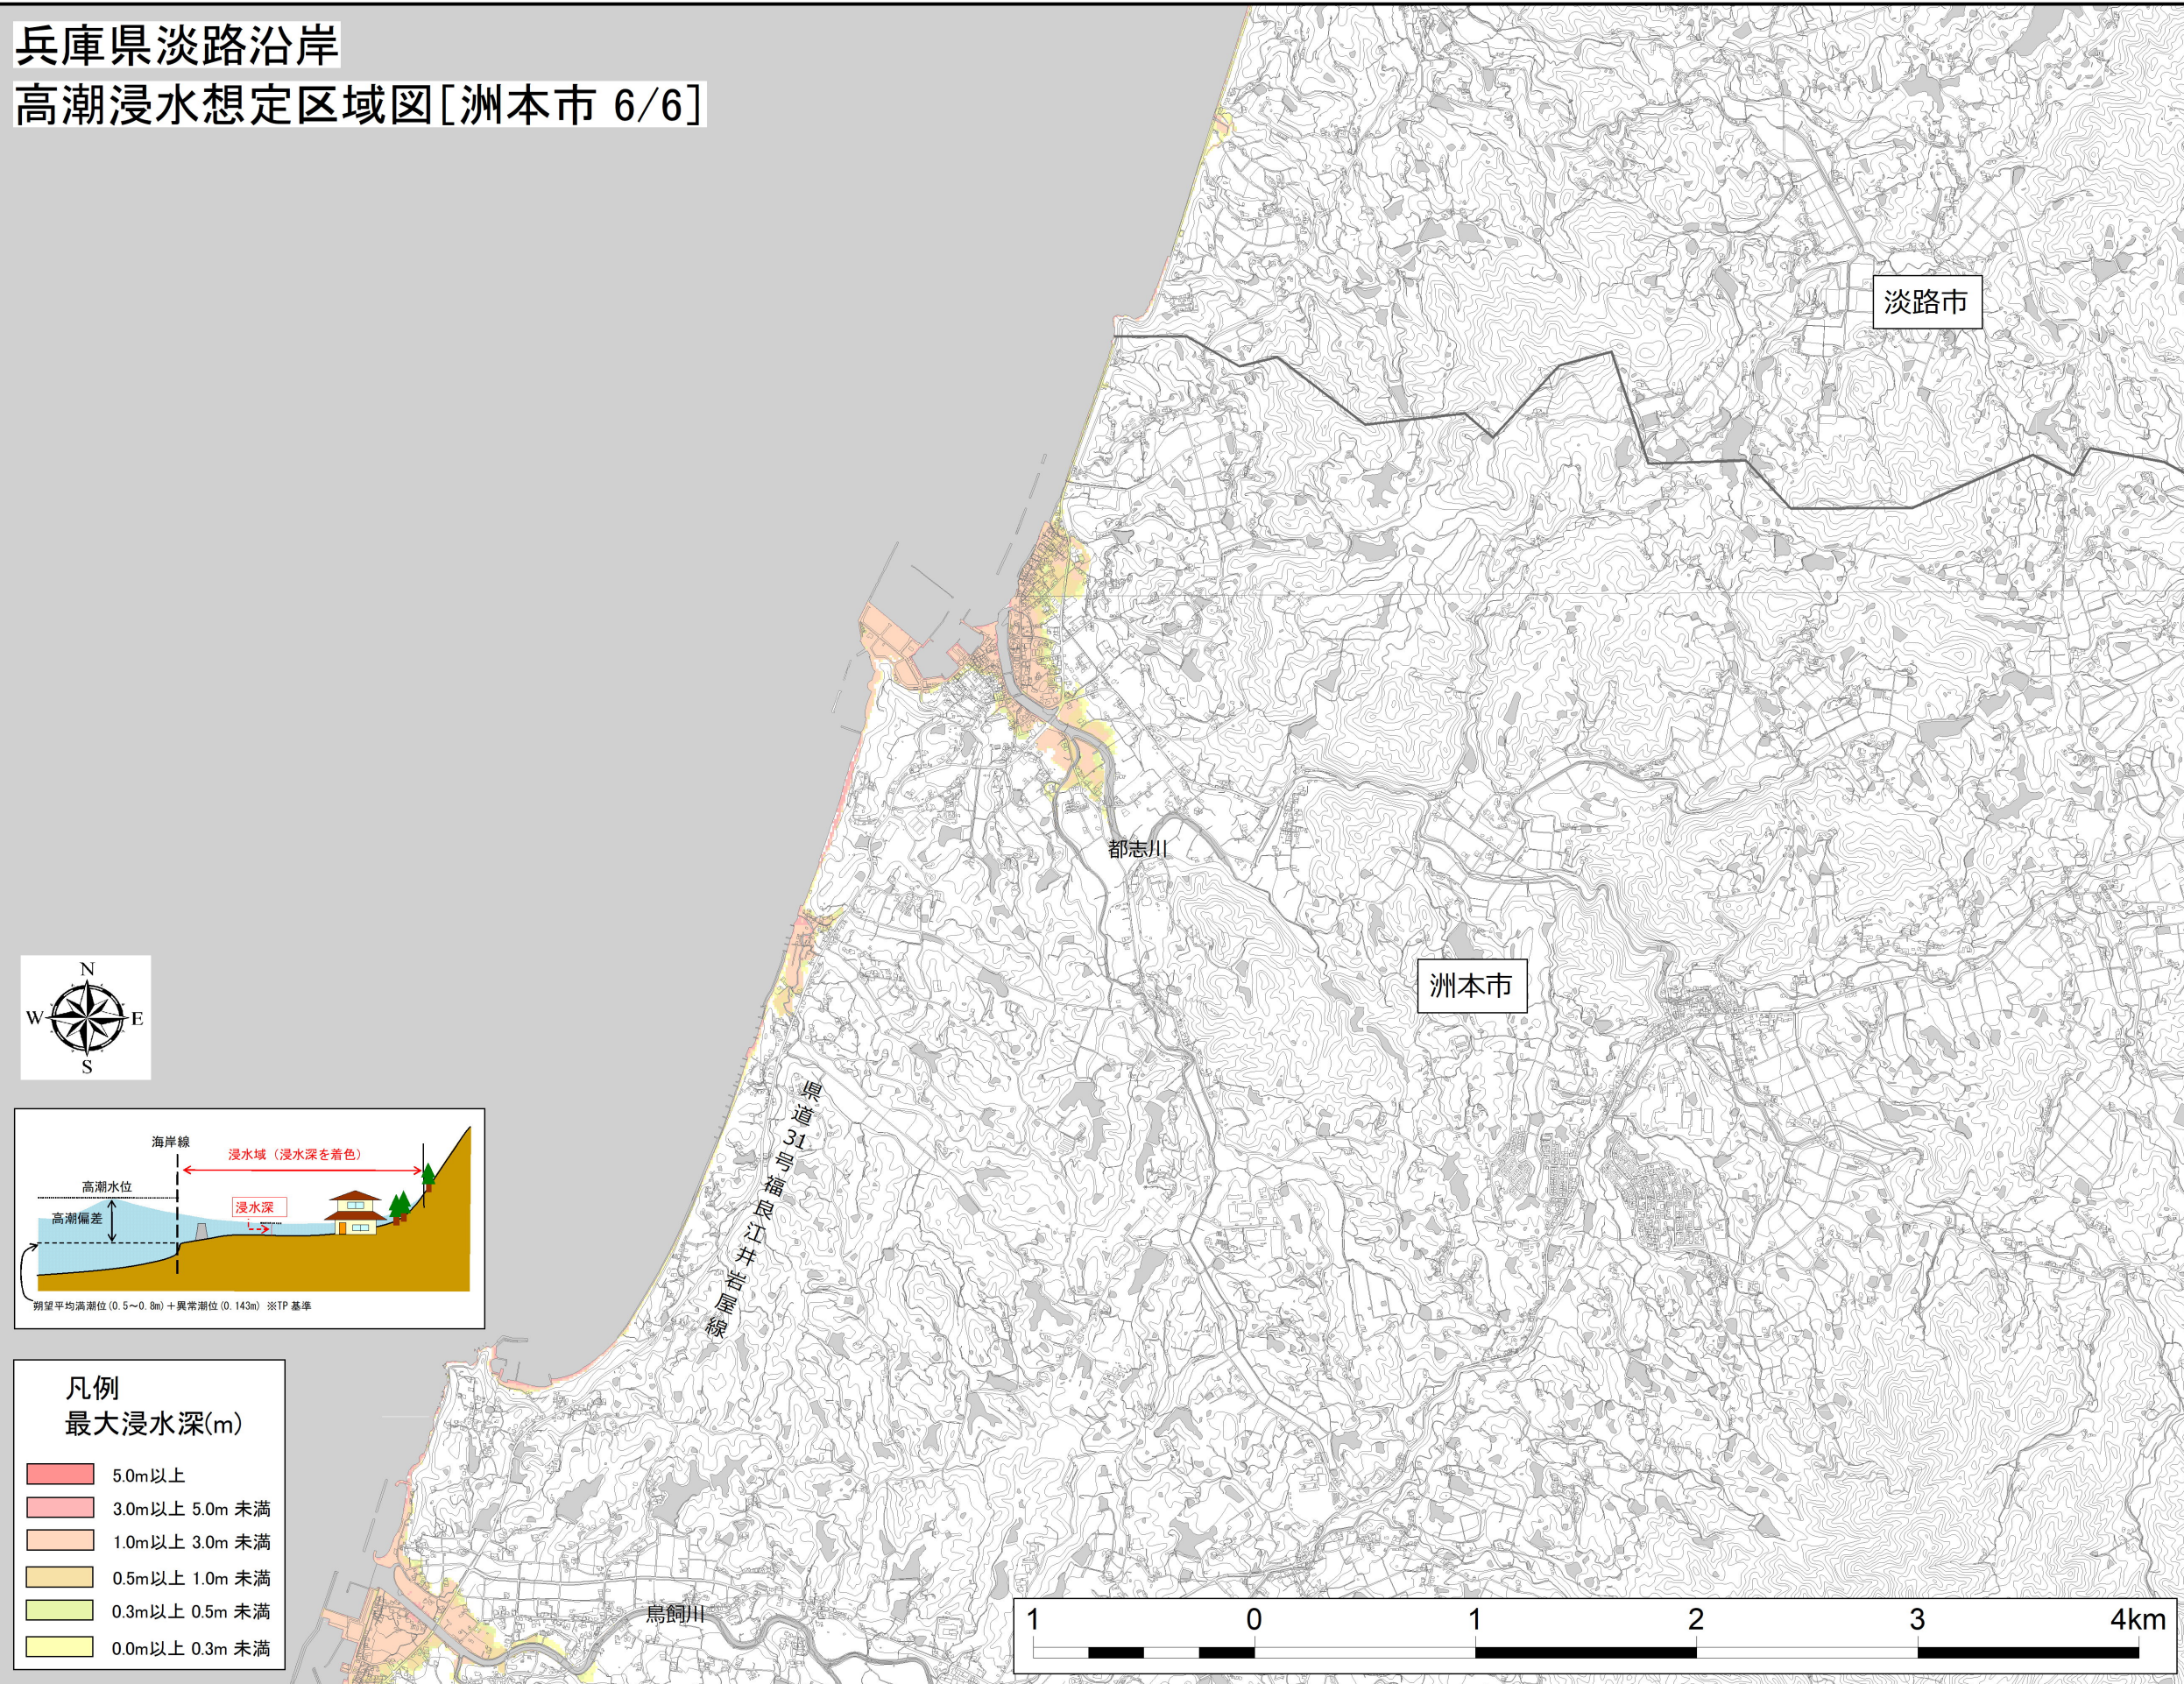 兵庫県淡路沿岸
高潮浸水想定区域図[洲本市 6/6]
淡路市
都志川
洲本市
県道31号福良江井岩屋線
鳥飼川
N
W
E
S
海岸線
浸水域（浸水深を着色）
高潮水位
高潮偏差
浸水深
朔望平均満潮位(0.5～0.8m)＋異常潮位(0.143m) ※TP基準
凡例
最大浸水深(m)
5.0m以上
3.0m以上 5.0m 未満
1.0m以上 3.0m 未満
0.5m以上 1.0m 未満
0.3m以上 0.5m 未満
0.0m以上 0.3m 未満
1 0 1 2 3 4km